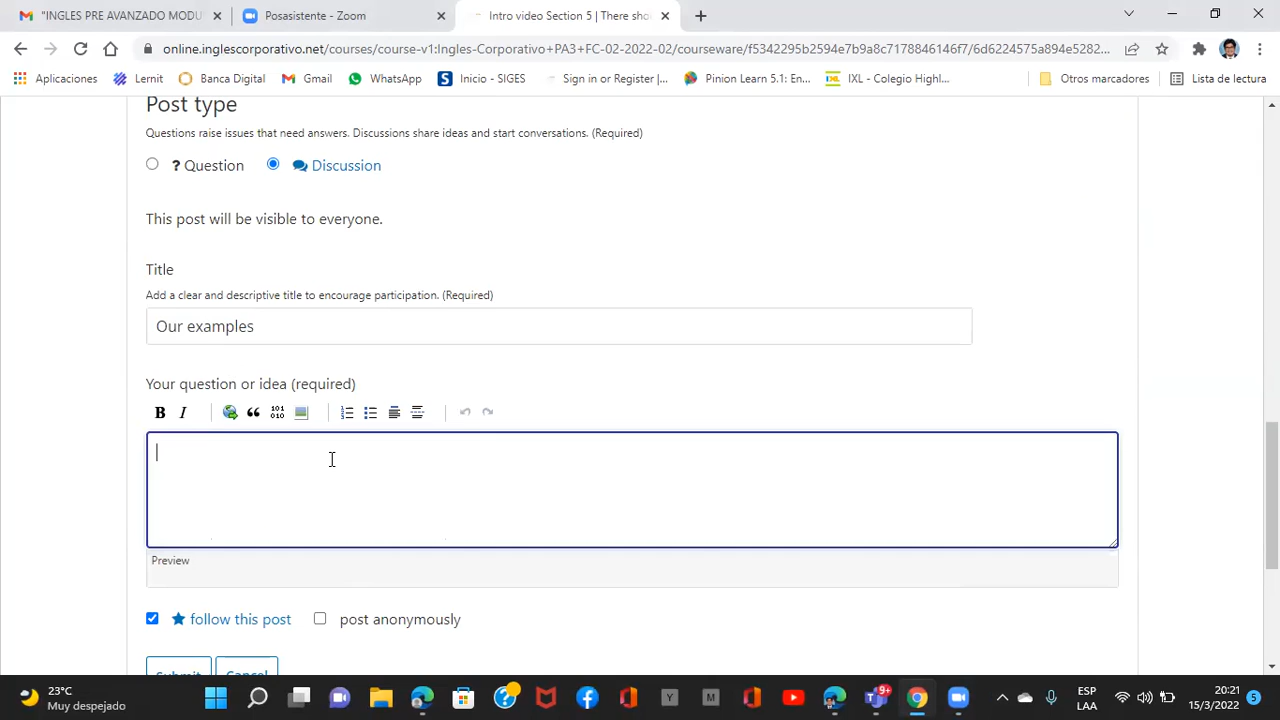 "INGLES PRE AVANZADO MODU
Posasistente - Zoom
Intro video Section 5 | There sho
online.inglescorporativo.net/courses/course-v1:Ingles-Corporativo+PA3+FC-02-2022-02/courseware/f5342295b2594e7b9a8c7178846146f7/6d6224575a894e5282...
Aplicaciones
Lernit
Banca Digital
Gmail
WhatsApp
Inicio - SIGES
Sign in or Register |...
Pinion Learn 5.1: En...
IXL - Colegio Highl...
Otros marcadores
Lista de lectura
Post type
Questions raise issues that need answers. Discussions share ideas and start conversations. (Required)
? Question
Discussion
This post will be visible to everyone.
Title
Add a clear and descriptive title to encourage participation. (Required)
Our examples
Your question or idea (required)
B I
101
010
Preview
follow this post
post anonymously
Submit
Cancel
23°C
Muy despejado
9+
ESP
LAA
20:21
15/3/2022